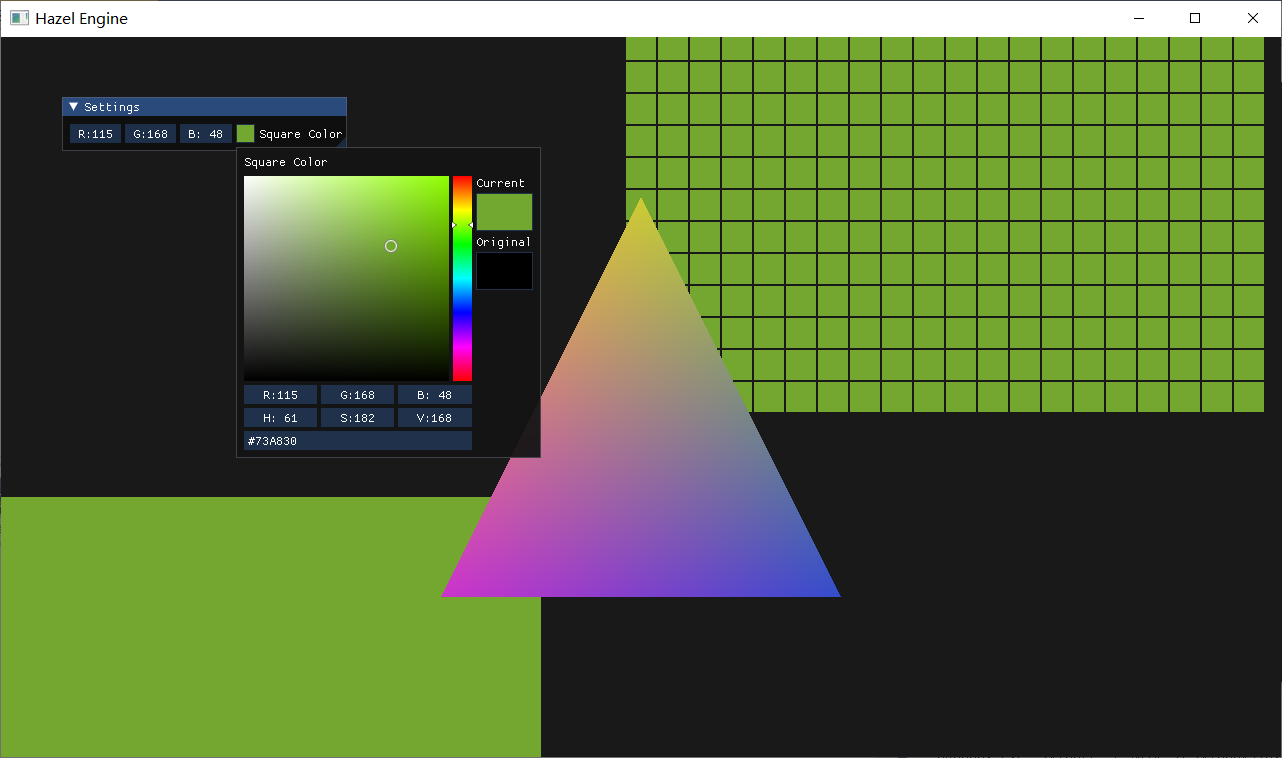 Hazel Engine
Settings
R:115 G:168 B: 48 Square Color
Square Color
Current
Original
R:115 G:168 B: 48
H: 61 S:182 V:168
#73A830